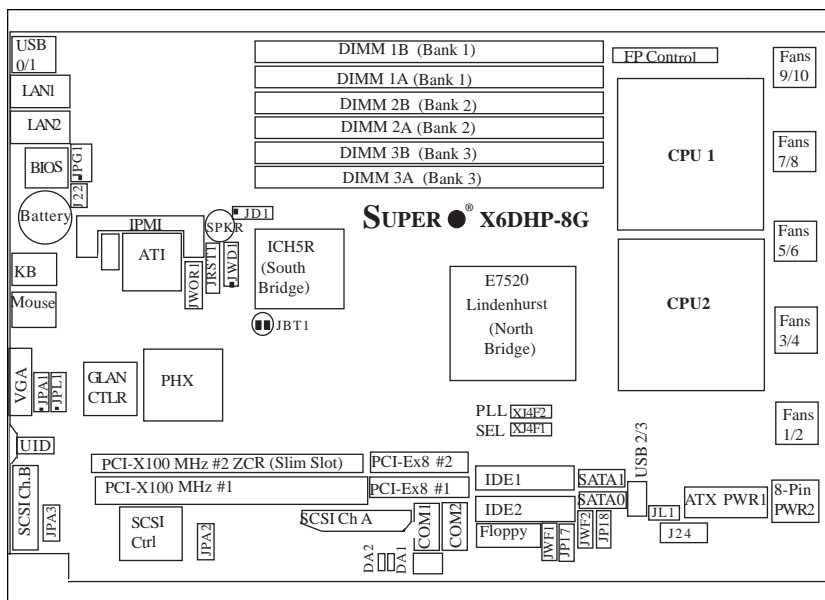 USB
0/1
LAN1
LAN2
BIOS
JPG1
J22
Battery
IPMI
ATI
SPKR
JD1
JWOR1
JRST1
JWD1
ICH5R
(South
Bridge)
JBT1
KB
Mouse
DIMM 1B (Bank 1)
DIMM 1A (Bank 1)
DIMM 2B (Bank 2)
DIMM 2A (Bank 2)
DIMM 3B (Bank 3)
DIMM 3A (Bank 3)
SUPER ● ® X6DHP-8G
FP Control
CPU 1
CPU2
Fans
9/10
Fans
7/8
Fans
5/6
Fans
3/4
Fans
1/2
E7520
Lindenhurst
(North
Bridge)
VGA
JPA1
JPL1
GLAN
CTLR
PHX
PLL XJ4F2
SEL XJ4F1
UID
PCI-X100 MHz #2 ZCR (Slim Slot)
PCI-X100 MHz #1
PCI-Ex8 #2
PCI-Ex8 #1
IDE1
IDE2
Floppy
SATA1
SATA0
USB 2/3
JL1
J24
ATX PWR1
8-Pin
PWR2
SCSI Ch.B
JPA3
SCSI
Ctrl
JPA2
SCSI Ch A
DA2
DA1
COM1
COM2
JWF1
JP17
JWF2
JP18